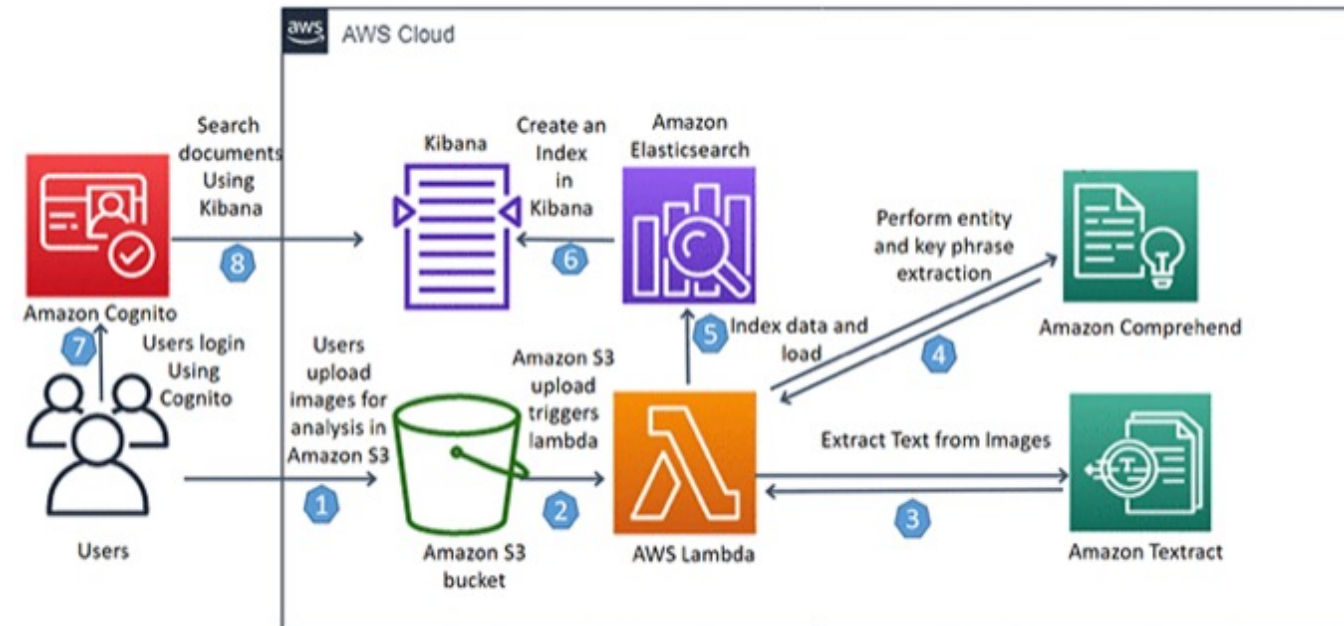 aws
AWS Cloud
Search
documents
Using
Kibana
Kibana
Create an
Index
in
Kibana
Amazon
Elasticsearch
Perform entity
and key phrase
extraction
8
6
Amazon Cognito
7
Users login
Using
Cognito
Users
upload
images for
analysis in
Amazon S3
Amazon S3
upload
triggers
lambda
5
Index data and
load
4
Amazon Comprehend
Extract Text from Images
1
2
3
Users
Amazon S3
bucket
AWS Lambda
Amazon Textract
T
T